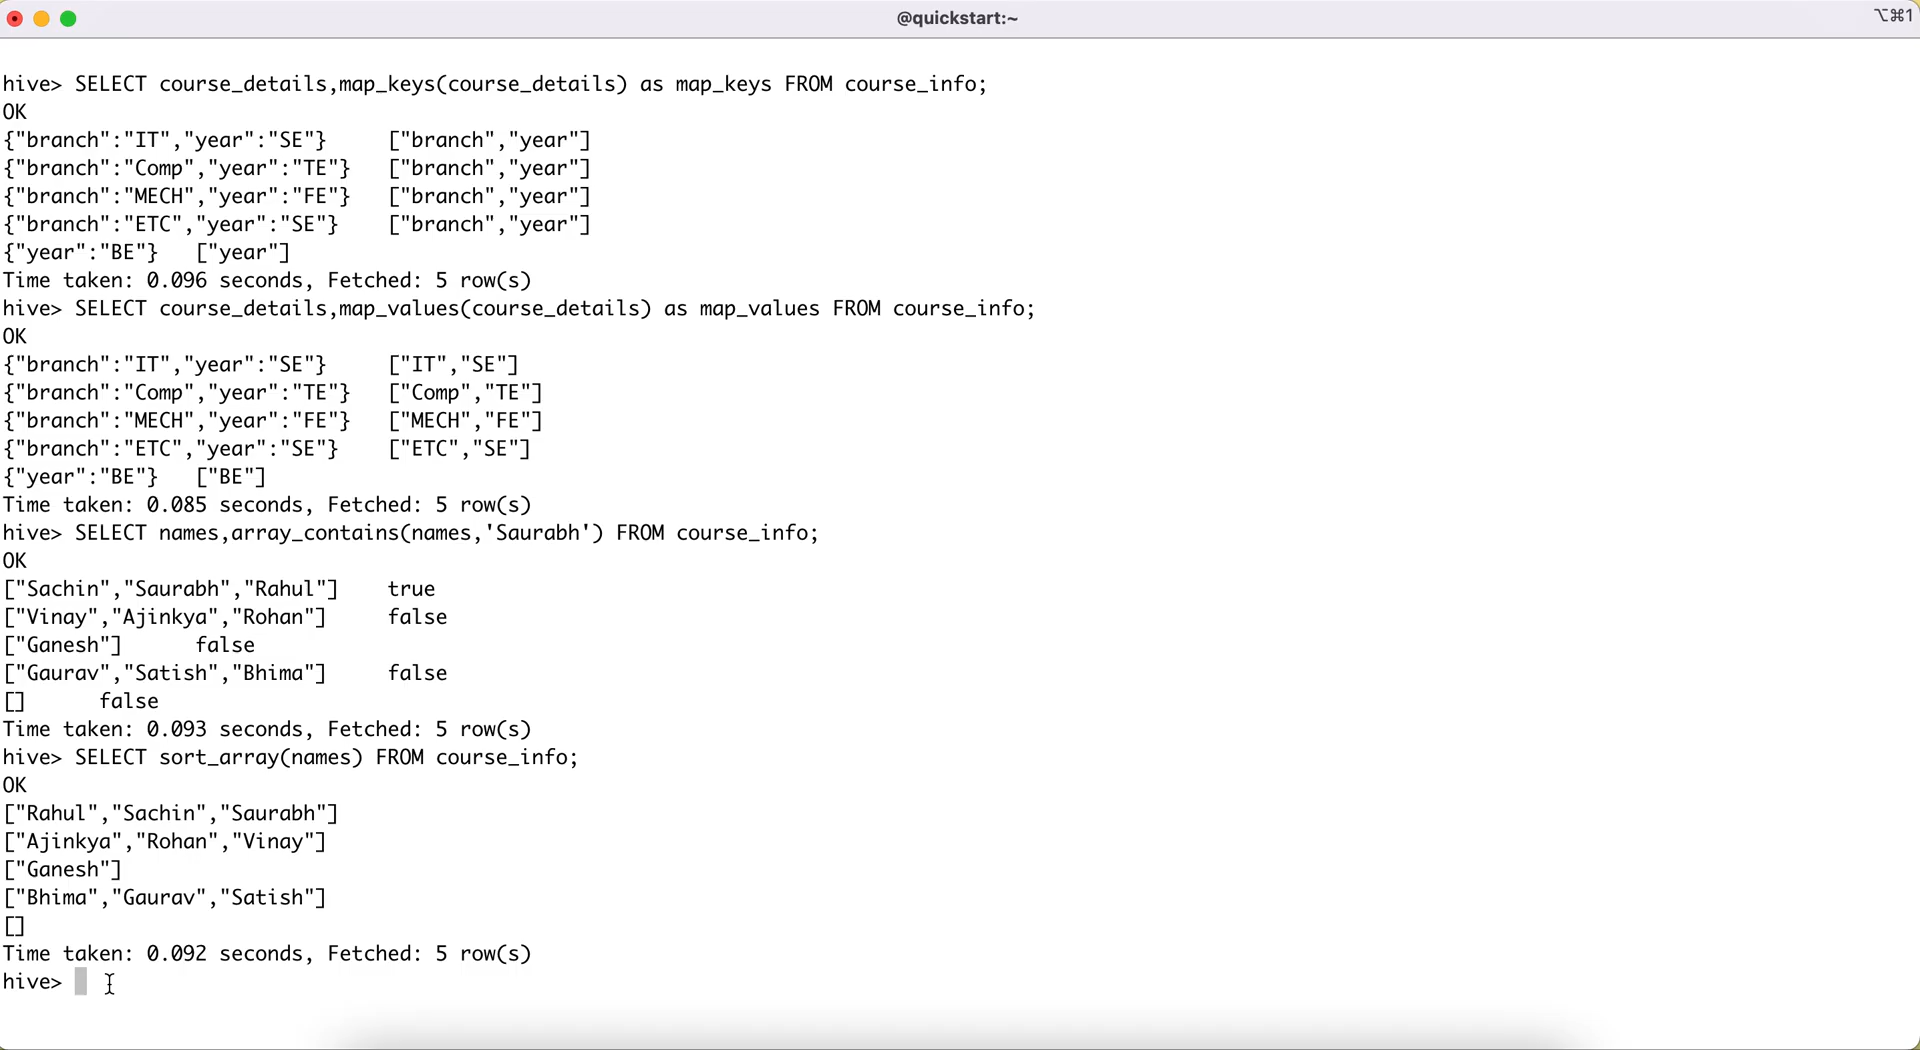 @quickstart:~
⌥⌘1
hive> SELECT course_details,map_keys(course_details) as map_keys FROM course_info;
OK
{"branch":"IT","year":"SE"}     ["branch","year"]
{"branch":"Comp","year":"TE"}   ["branch","year"]
{"branch":"MECH","year":"FE"}   ["branch","year"]
{"branch":"ETC","year":"SE"}    ["branch","year"]
{"year":"BE"}   ["year"]
Time taken: 0.096 seconds, Fetched: 5 row(s)
hive> SELECT course_details,map_values(course_details) as map_values FROM course_info;
OK
{"branch":"IT","year":"SE"}     ["IT","SE"]
{"branch":"Comp","year":"TE"}   ["Comp","TE"]
{"branch":"MECH","year":"FE"}   ["MECH","FE"]
{"branch":"ETC","year":"SE"}    ["ETC","SE"]
{"year":"BE"}   ["BE"]
Time taken: 0.085 seconds, Fetched: 5 row(s)
hive> SELECT names,array_contains(names,'Saurabh') FROM course_info;
OK
["Sachin","Saurabh","Rahul"]    true
["Vinay","Ajinkya","Rohan"]     false
["Ganesh"]      false
["Gaurav","Satish","Bhima"]     false
[]      false
Time taken: 0.093 seconds, Fetched: 5 row(s)
hive> SELECT sort_array(names) FROM course_info;
OK
["Rahul","Sachin","Saurabh"]
["Ajinkya","Rohan","Vinay"]
["Ganesh"]
["Bhima","Gaurav","Satish"]
[]
Time taken: 0.092 seconds, Fetched: 5 row(s)
hive>